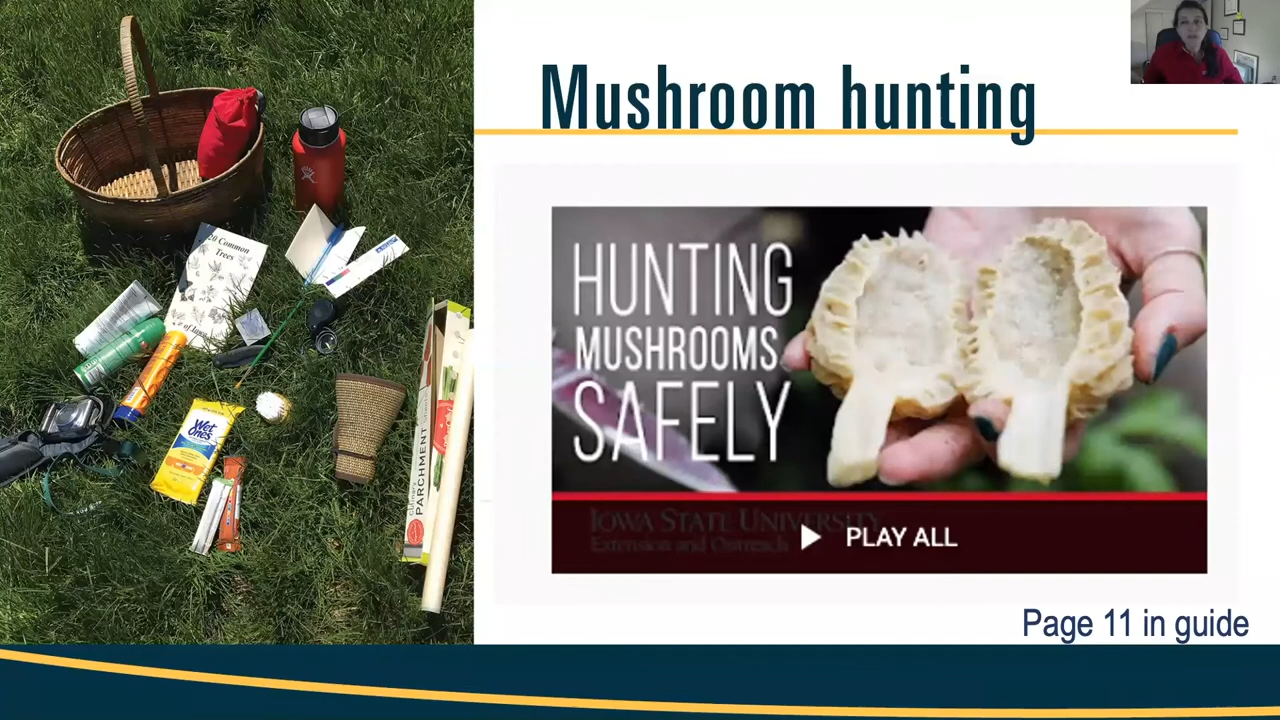 Mushroom hunting
20 Common
Trees
of Iowa
Wet
Ones
PARCHMENT
HUNTING
MUSHROOMS
SAFELY
IOWA STATE UNIVERSITY
Extension and Outreach
PLAY ALL
Page 11 in guide